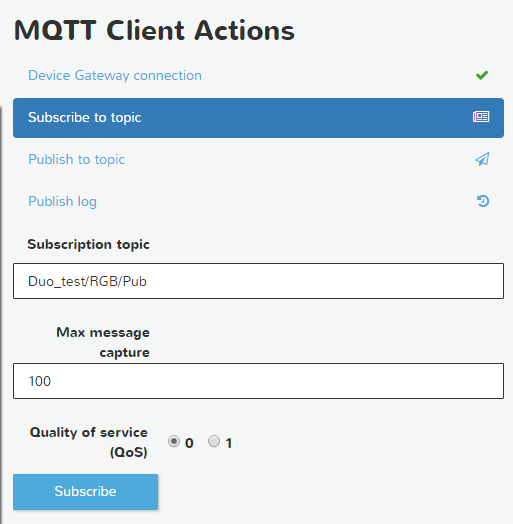 MQTT Client Actions
Device Gateway connection
Subscribe to topic
Publish to topic
Publish log
Subscription topic
Duo_test/RGB/Pub
Max message
capture
100
Quality of service
(QoS)
0 1
Subscribe